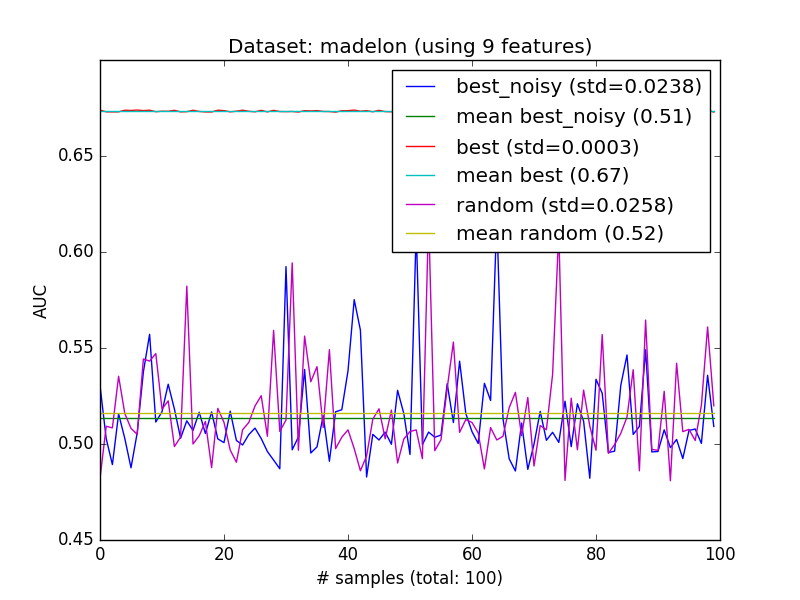 Dataset: madelon (using 9 features)
best_noisy (std=0.0238)
mean best_noisy (0.51)
best (std=0.0003)
mean best (0.67)
random (std=0.0258)
mean random (0.52)
AUC
0.65
0.60
0.55
0.50
0.45
0 20 40 60 80 100
# samples (total: 100)